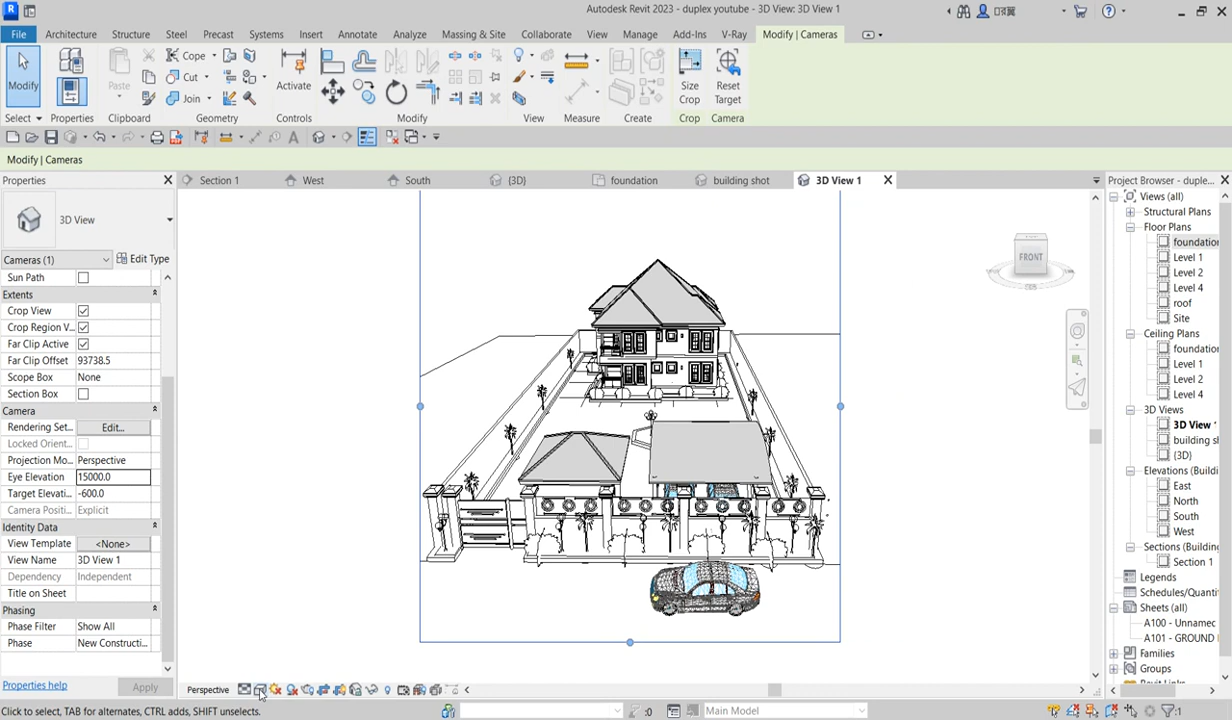 Autodesk Revit 2023 - duplex youtube - 3D View: 3D View 1
File Architecture Structure Steel Precast Systems Insert Annotate Analyze Massing & Site Collaborate View Manage Add-Ins V-Ray Modify | Cameras
Modify Paste Cope Cut Join Activate Size Crop Reset Target
Select Properties Clipboard Geometry Controls Modify View Measure Create Crop Camera
Modify | Cameras
Properties
Section 1 West South {3D} foundation building shot 3D View 1
Project Browser - duple...
3D View
Cameras (1) Edit Type
Sun Path
Extents
Crop View
Crop Region V...
Far Clip Active
Far Clip Offset 93738.5
Scope Box None
Section Box
Camera
Rendering Set... Edit...
Locked Orient...
Projection Mo... Perspective
Eye Elevation 15000.0
Target Elevati... -600.0
Camera Positi... Explicit
Identity Data
View Template <None>
View Name 3D View 1
Dependency Independent
Title on Sheet
Phasing
Phase Filter Show All
Phase New Constructi...
Properties help Apply
FRONT
Views (all)
Structural Plans
Floor Plans
foundation
Level 1
Level 2
Level 4
roof
Site
Ceiling Plans
foundation
Level 1
Level 2
Level 4
3D Views
3D View
building sh
{3D}
Elevations (Building
East
North
South
West
Sections (Building
Section 1
Legends
Schedules/Quanti
Sheets (all)
A100 - Unnamec
A101 - GROUND
Families
Groups
Perspective
Click to select, TAB for alternates, CTRL adds, SHIFT unselects.
:0
Main Model
:1